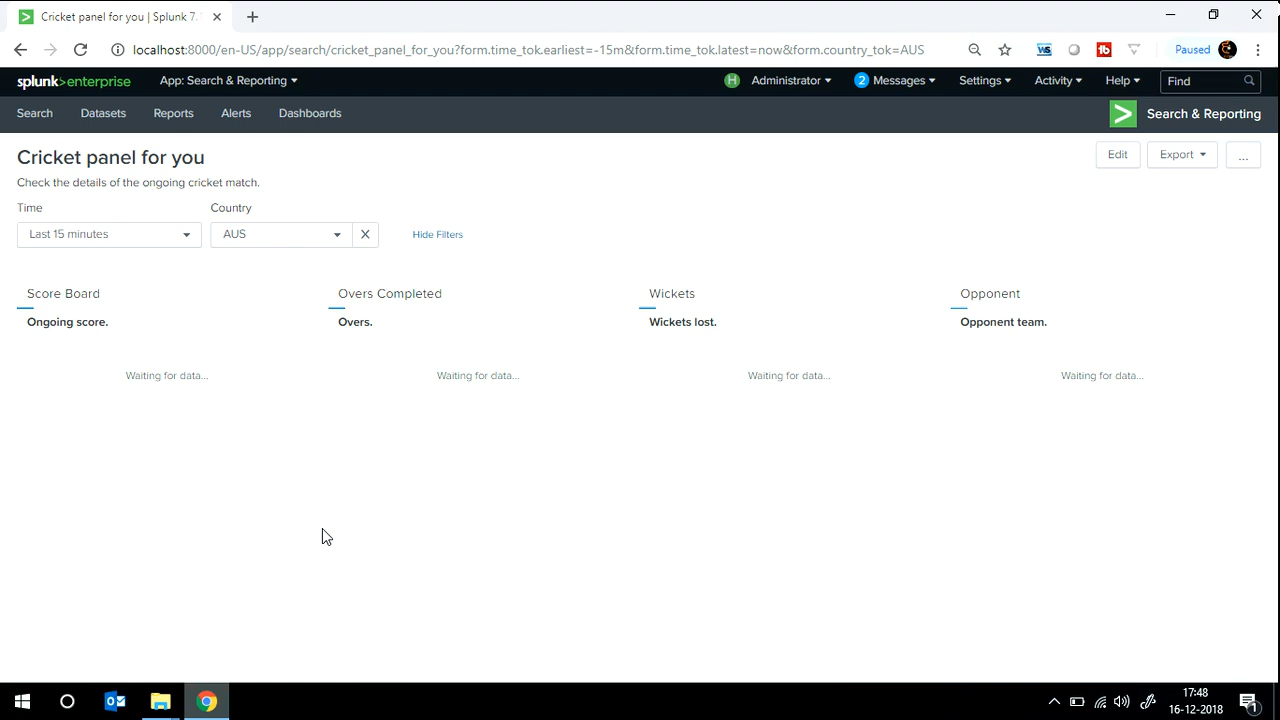 Cricket panel for you | Splunk 7.
localhost:8000/en-US/app/search/cricket_panel_for_you?form.time_tok.earliest=-15m&form.time_tok.latest=now&form.country_tok=AUS
Paused
splunk>enterprise App: Search & Reporting
H Administrator 2 Messages Settings Activity Help Find
Search Datasets Reports Alerts Dashboards
Search & Reporting
Cricket panel for you
Edit Export ...
Check the details of the ongoing cricket match.
Time Country
Last 15 minutes AUS Hide Filters
Score Board Overs Completed Wickets Opponent
Ongoing score. Overs. Wickets lost. Opponent team.
Waiting for data... Waiting for data... Waiting for data... Waiting for data...
17:48
16-12-2018
1